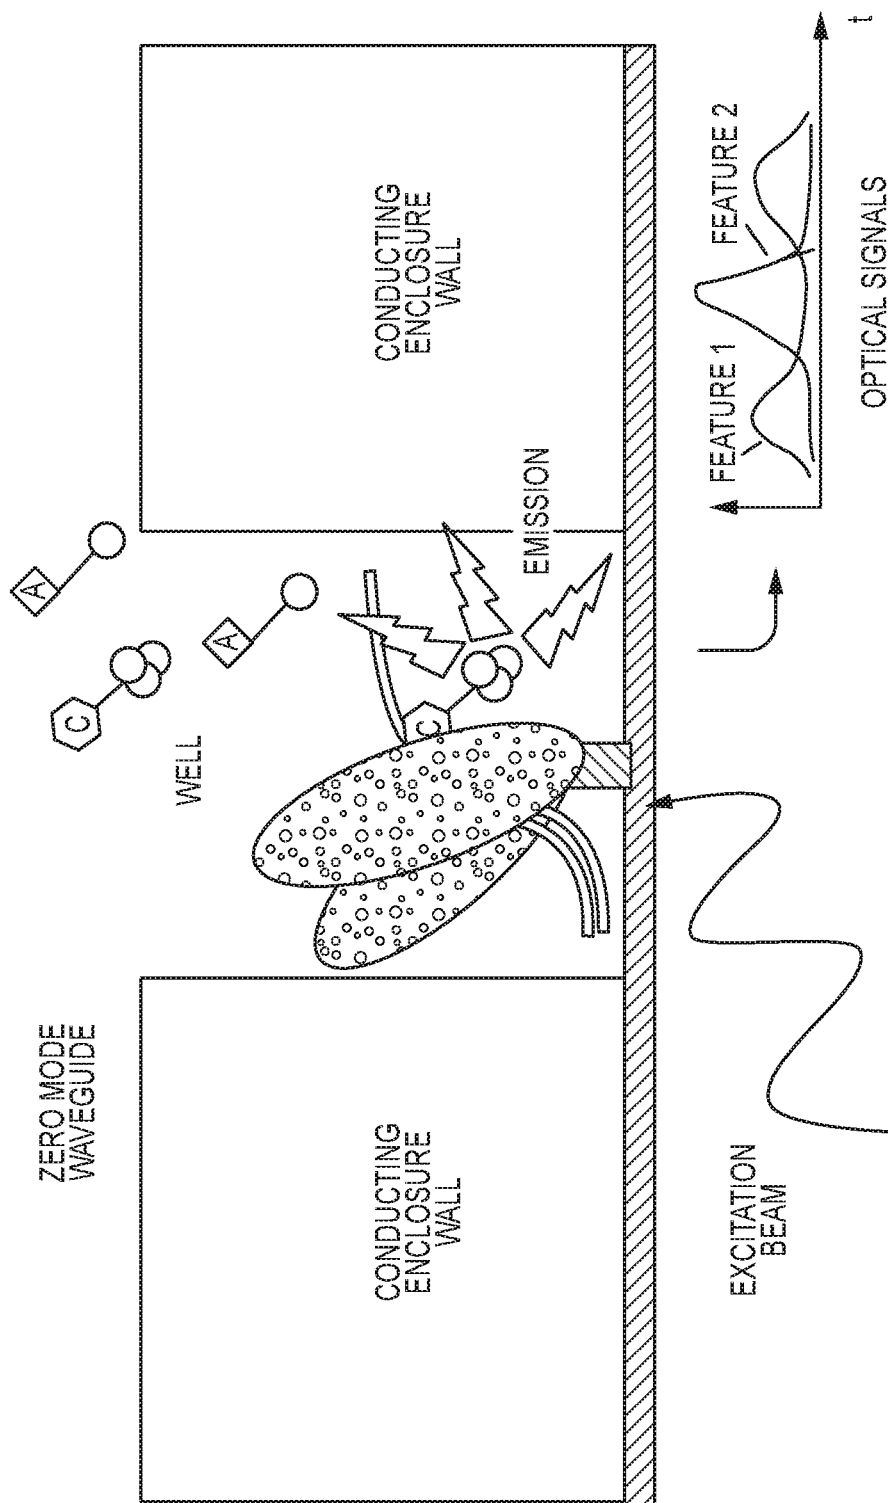 ZERO MODE
WAVEGUIDE
A
C
A
WELL
C
CONDUCTING
ENCLOSURE
WALL
CONDUCTING
ENCLOSURE
WALL
EMISSION
EXCITATION
BEAM
FEATURE 1
FEATURE 2
t
OPTICAL SIGNALS